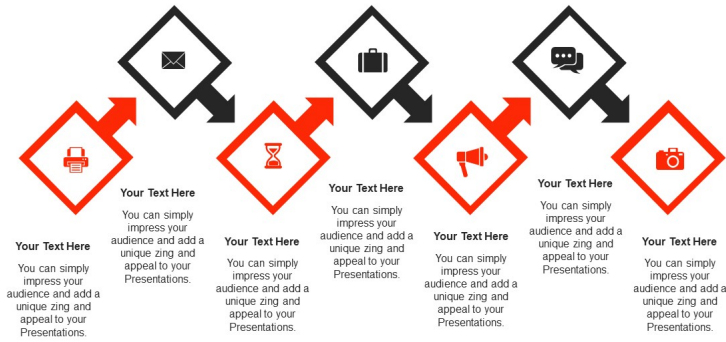 Your Text Here
You can simply
impress your
audience and add a
unique zing and
appeal to your
Presentations.
Your Text Here
You can simply
impress your
audience and add a
unique zing and
appeal to your
Presentations.
Your Text Here
You can simply
impress your
audience and add a
unique zing and
appeal to your
Presentations.
Your Text Here
You can simply
impress your
audience and add a
unique zing and
appeal to your
Presentations.
Your Text Here
You can simply
impress your
audience and add a
unique zing and
appeal to your
Presentations.
Your Text Here
You can simply
impress your
audience and add a
unique zing and
appeal to your
Presentations.
Your Text Here
You can simply
impress your
audience and add a
unique zing and
appeal to your
Presentations.